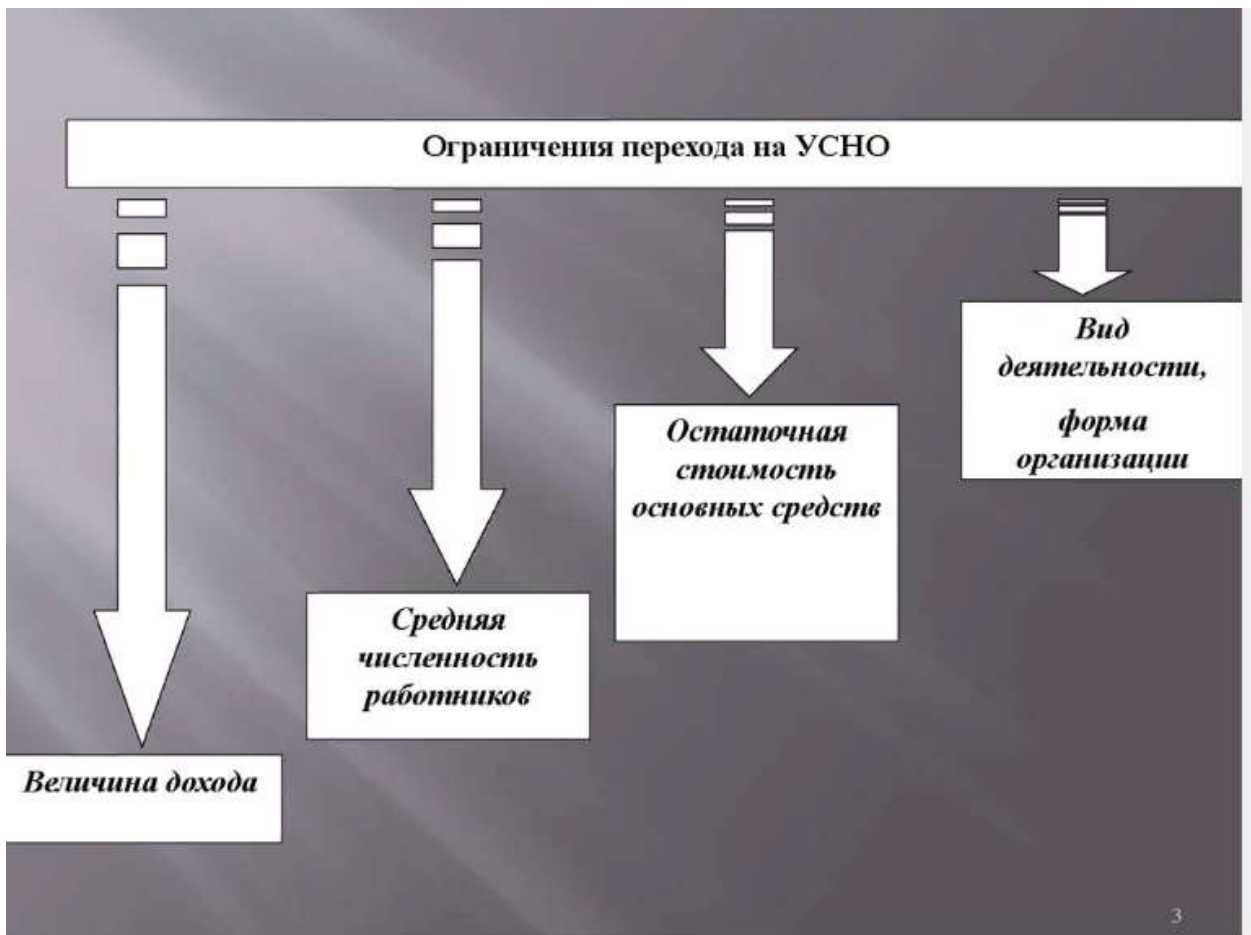 Ограничения перехода на УСНО
Вид
деятельности,
форма
организации
Остаточная
стоимость
основных средств
Средняя
численность
работников
Величина дохода
3